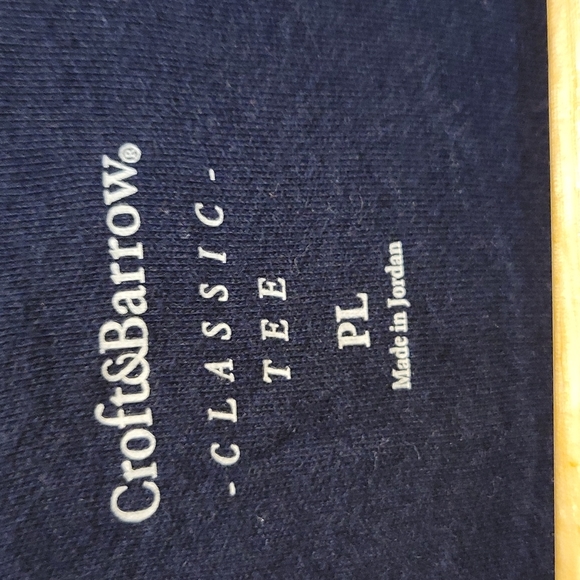 Croft&Barrow®
-CLASSIC-
TEE
PL
Made in Jordan